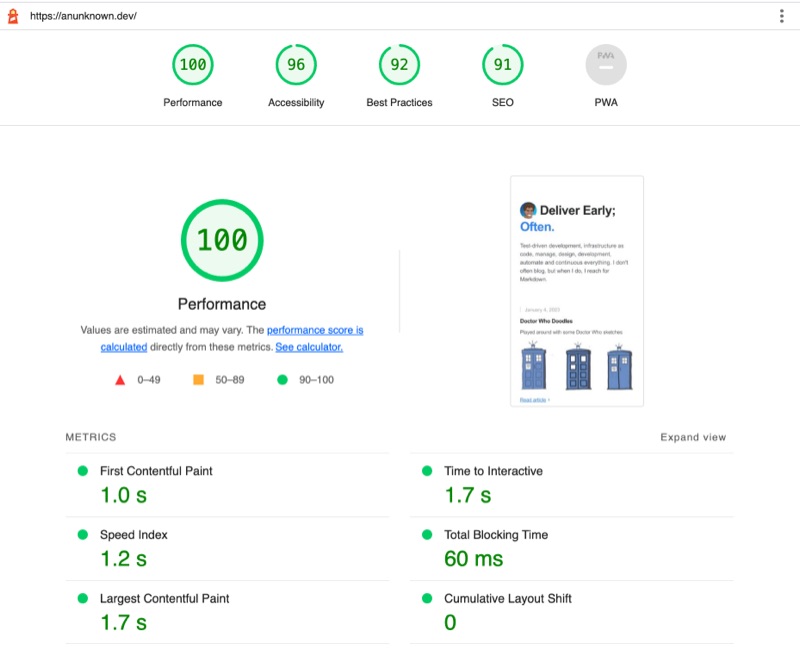 https://anunknown.dev/
100
96
92
91
PWA
Performance
Accessibility
Best Practices
SEO
PWA
100
Performance
Values are estimated and may vary. The performance score is
calculated directly from these metrics. See calculator.
0–49
50–89
90–100
Deliver Early;
Often.
Test-driven development, infrastructure as
code, manage, design, development,
automate and continuous everything. I don't
often blog, but when I do, I reach for
Markdown.
January 4, 2023
Doctor Who Doodles
Played around with some Doctor Who sketches
Read article ›
METRICS
Expand view
First Contentful Paint
1.0 s
Time to Interactive
1.7 s
Speed Index
1.2 s
Total Blocking Time
60 ms
Largest Contentful Paint
1.7 s
Cumulative Layout Shift
0